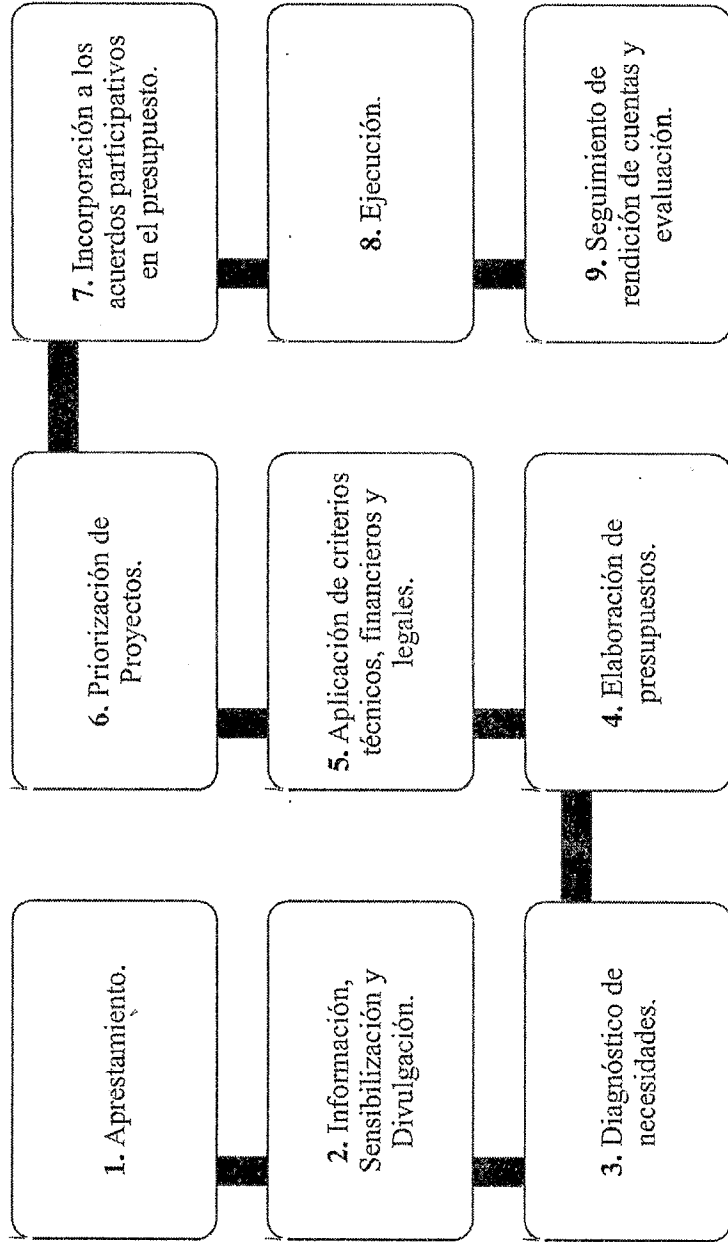 1. Aprestamiento.
2. Información,
Sensibilización y
Divulgación.
3. Diagnóstico de
necesidades.
4. Elaboración de
presupuestos.
5. Aplicación de criterios
técnicos, financieros y
legales.
6. Priorización de
Proyectos.
7. Incorporación a los
acuerdos participativos
en el presupuesto.
8. Ejecución.
9. Seguimiento de
rendición de cuentas y
evaluación.